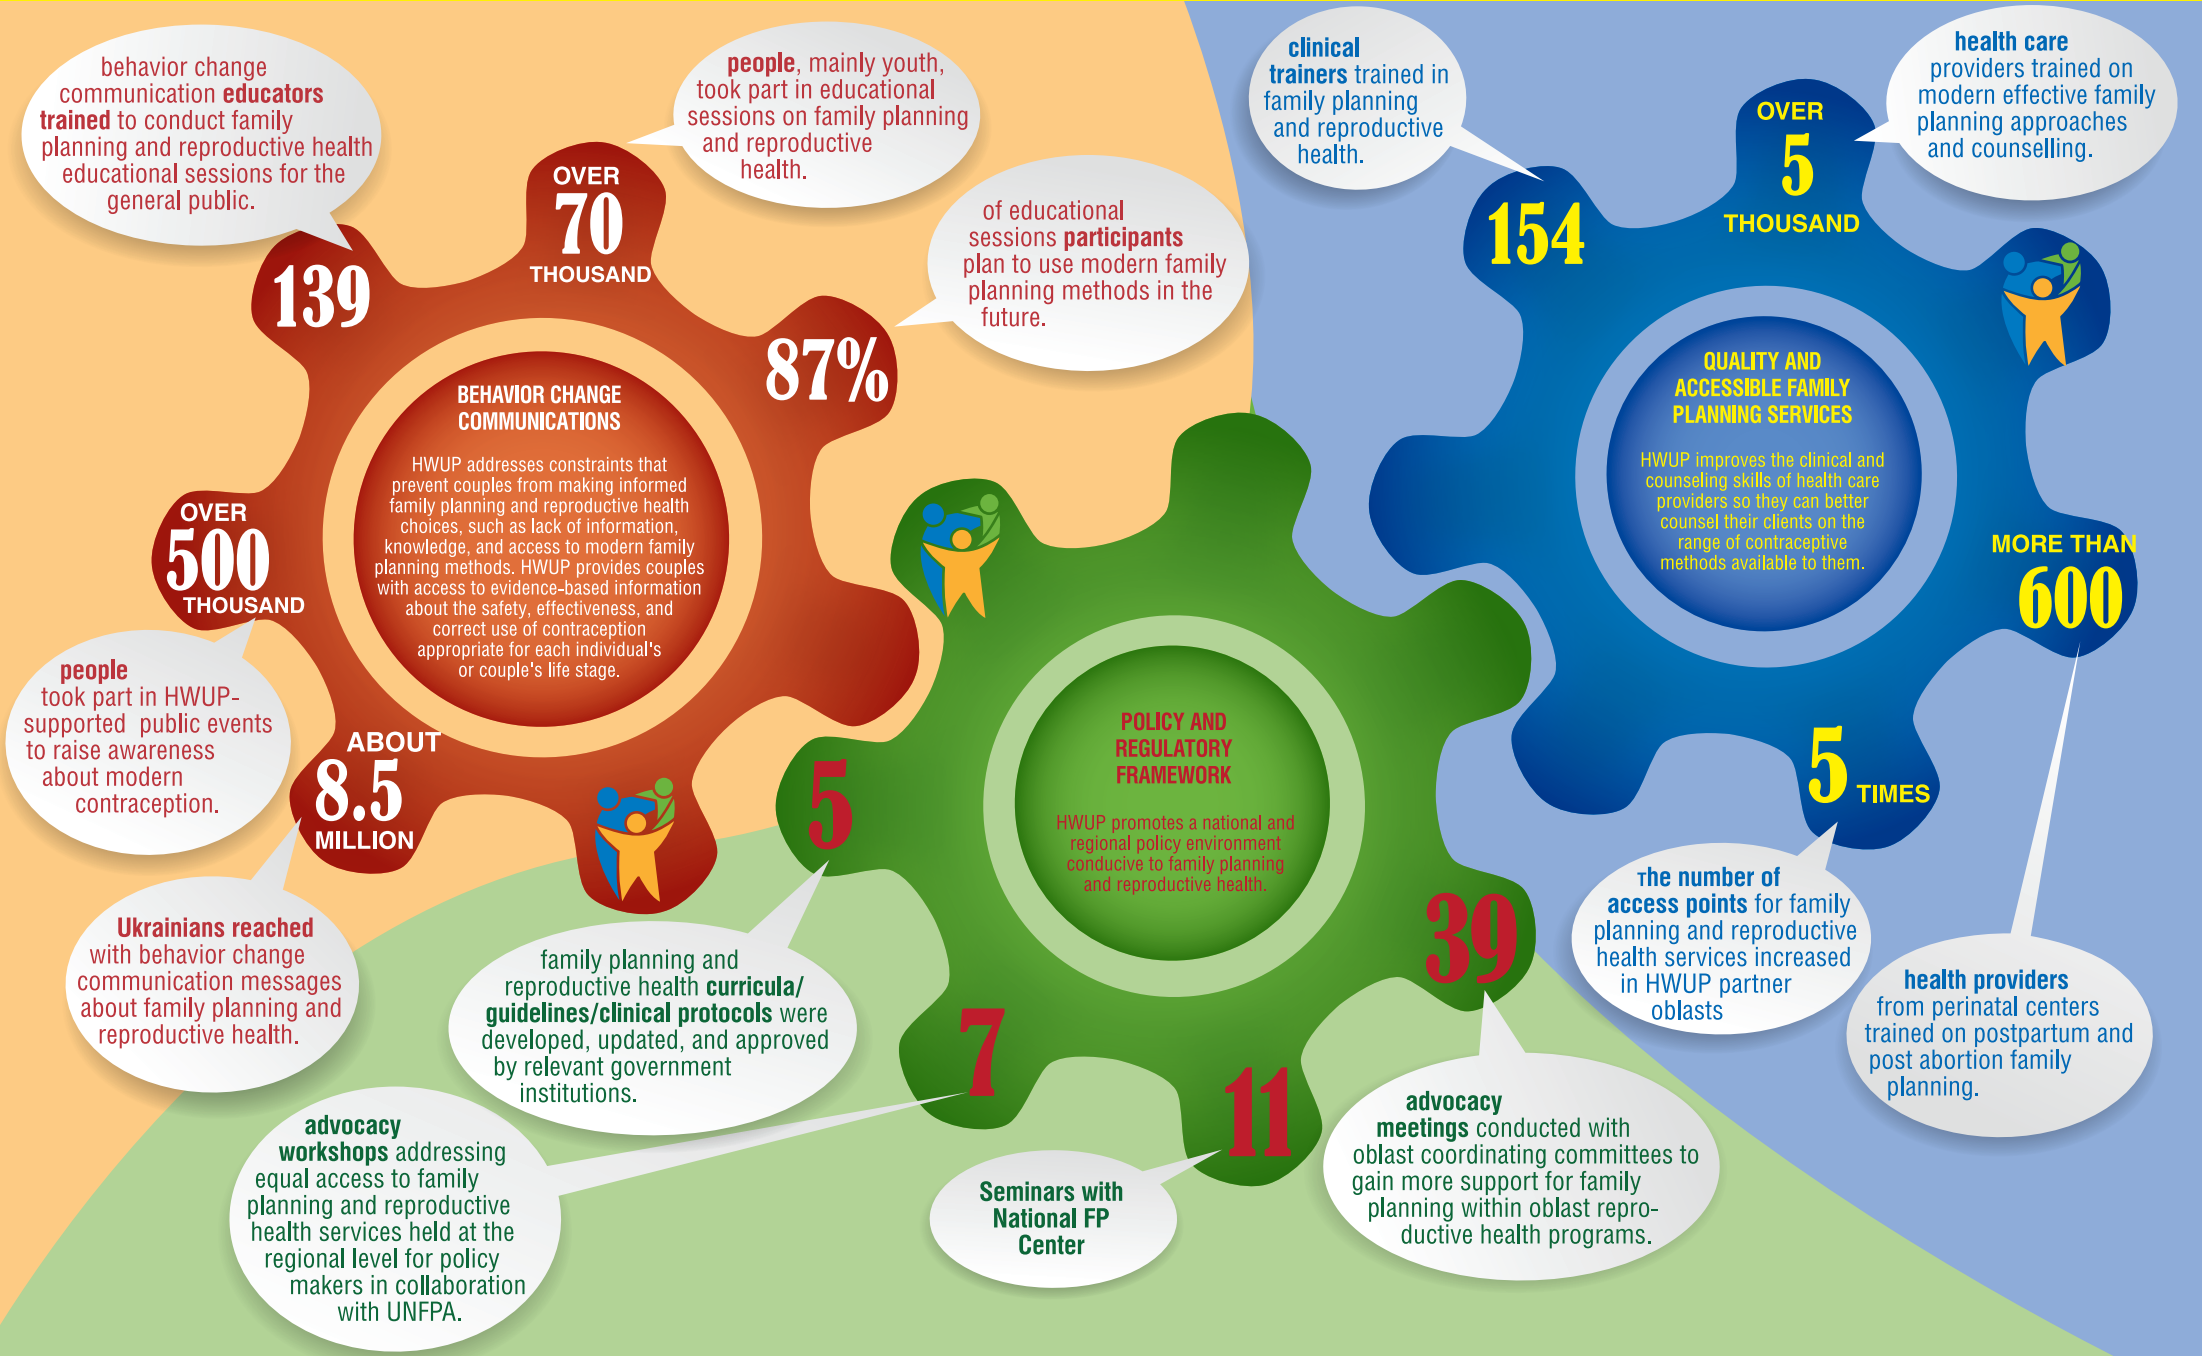 behavior change
communication educators
trained to conduct family
planning and reproductive health
educational sessions for the
general public.
139
people, mainly youth,
took part in educational
sessions on family planning
and reproductive
health.
OVER
70
THOUSAND
of educational
sessions participants
plan to use modern family
planning methods in the
future.
87%
BEHAVIOR CHANGE
COMMUNICATIONS
HWUP addresses constraints that
prevent couples from making informed
family planning and reproductive health
choices, such as lack of information,
knowledge, and access to modern family
planning methods. HWUP provides couples
with access to evidence-based information
about the safety, effectiveness, and
correct use of contraception
appropriate for each individual's
or couple's life stage.
OVER
500
THOUSAND
people
took part in HWUP-
supported public events
to raise awareness
about modern
contraception.
ABOUT
8.5
MILLION
Ukrainians reached
with behavior change
communication messages
about family planning and
reproductive health.
clinical
trainers trained in
family planning
and reproductive
health.
154
OVER
5
THOUSAND
health care
providers trained on
modern effective family
planning approaches
and counselling.
QUALITY AND
ACCESSIBLE FAMILY
PLANNING SERVICES
HWUP improves the clinical and
counseling skills of health care
providers so they can better
counsel their clients on the
range of contraceptive
methods available to them.
MORE THAN
600
health providers
from perinatal centers
trained on postpartum and
post abortion family
planning.
5 TIMES
The number of
access points for family
planning and reproductive
health services increased
in HWUP partner
oblasts
POLICY AND
REGULATORY
FRAMEWORK
HWUP promotes a national and
regional policy environment
conducive to family planning
and reproductive health.
5
family planning and
reproductive health curricula/
guidelines/clinical protocols were
developed, updated, and approved
by relevant government
institutions.
7
advocacy
workshops addressing
equal access to family
planning and reproductive
health services held at the
regional level for policy
makers in collaboration
with UNFPA.
11
Seminars with
National FP
Center
39
advocacy
meetings conducted with
oblast coordinating committees to
gain more support for family
planning within oblast repro-
ductive health programs.